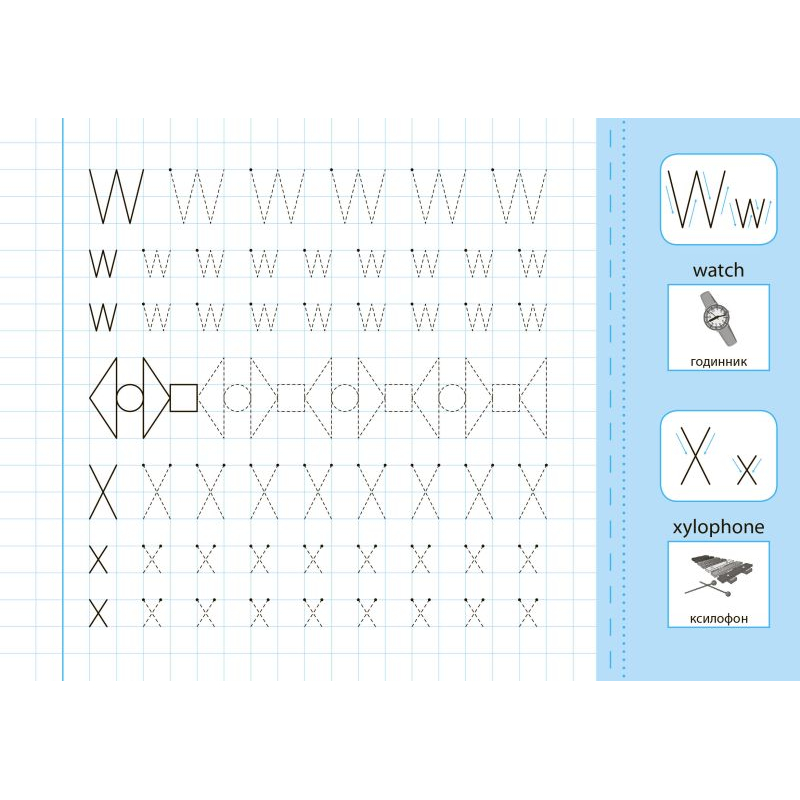 W W W W W W
w w w w w w w w w
w w w w w w w w w
X X X X X X X X X
x x x x x x x x x
x x x x x x x x x
Ww
watch
годинник
Xx
xylophone
ксилофон